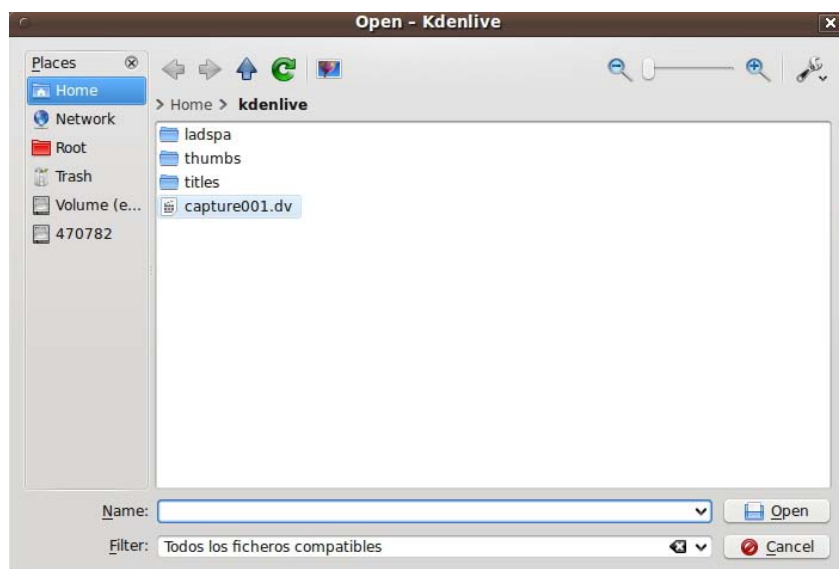 Open – Kdenlive
Places
Home
Network
Root
Trash
Volume (e...
470782
> Home > kdenlive
ladspa
thumbs
titles
capture001.dv
Name:
Open
Filter: Todos los ficheros compatibles
Cancel